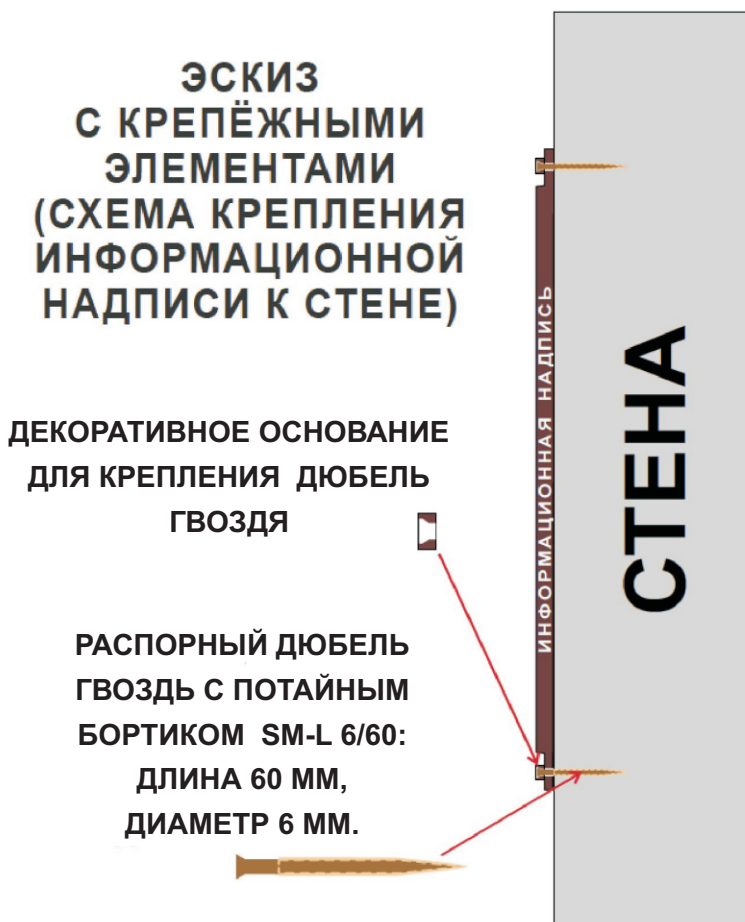 ЭСКИЗ
С КРЕПЁЖНЫМИ
ЭЛЕМЕНТАМИ
(СХЕМА КРЕПЛЕНИЯ
ИНФОРМАЦИОННОЙ
НАДПИСИ К СТЕНЕ)
ДЕКОРАТИВНОЕ ОСНОВАНИЕ
ДЛЯ КРЕПЛЕНИЯ ДЮБЕЛЬ
ГВОЗДЯ
РАСПОРНЫЙ ДЮБЕЛЬ
ГВОЗДЬ С ПОТАЙНЫМ
БОРТИКОМ SM-L 6/60:
ДЛИНА 60 ММ,
ДИАМЕТР 6 ММ.
ИНФОРМАЦИОННАЯ НАДПИСЬ
СТЕНА